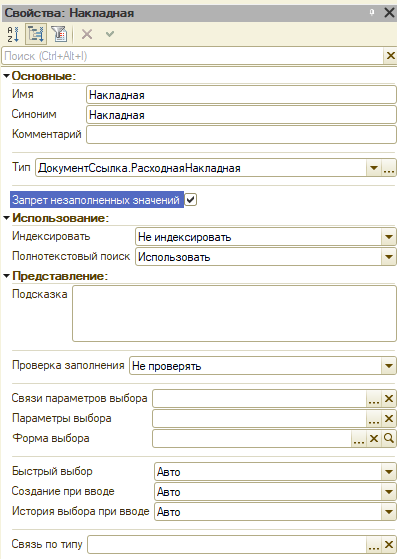 Свойства: Накладная
Поиск (Ctrl+Alt+I)
Основные:
Имя Накладная
Синоним Накладная
Комментарий
Тип ДокументСсылка.РасходнаяНакладная
Запрет незаполненных значений
Использование:
Индексировать Не индексировать
Полнотекстовый поиск Использовать
Представление:
Подсказка
Проверка заполнения Не проверять
Связи параметров выбора ...
Параметры выбора ...
Форма выбора ...
Быстрый выбор Авто
Создание при вводе Авто
История выбора при вводе Авто
Связь по типу ...